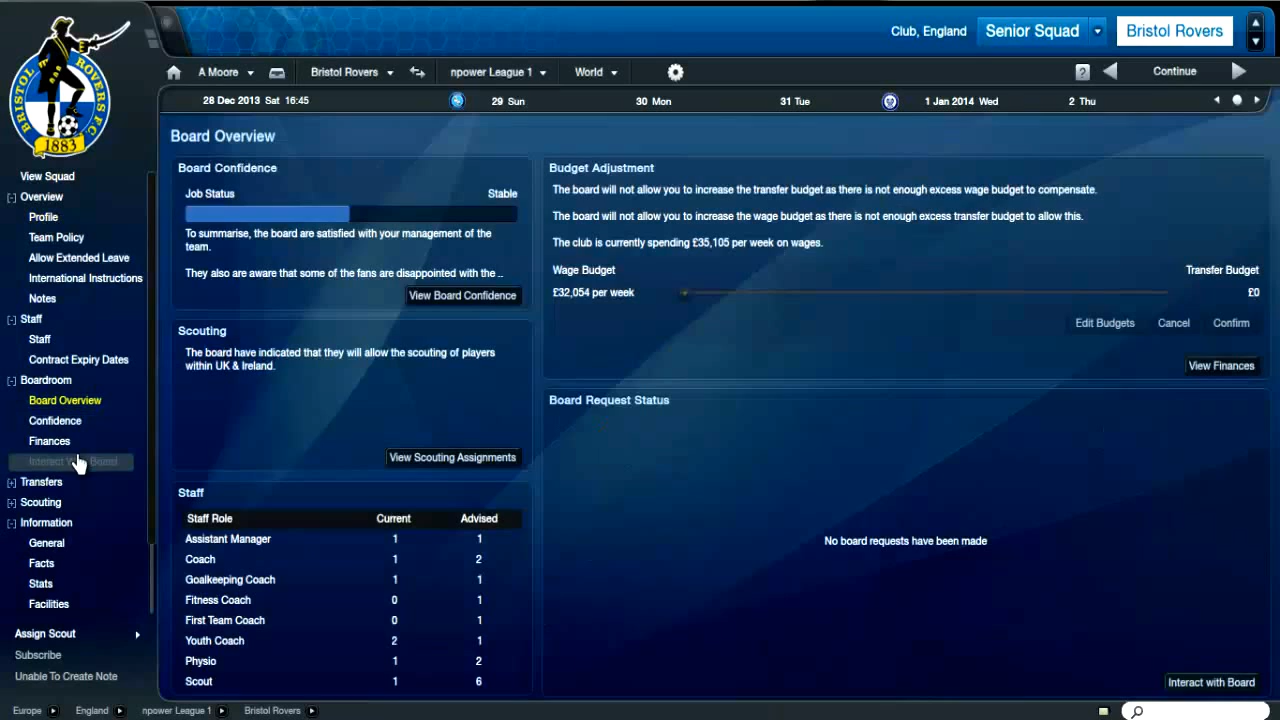 BRISTOL ROVERS F.C.
1883
Club, England
Senior Squad
Bristol Rovers
A Moore
Bristol Rovers
npower League 1
World
?
Continue
28 Dec 2013 Sat 16:45
29 Sun
30 Mon
31 Tue
1 Jan 2014 Wed
2 Thu
View Squad
[-] Overview
Profile
Team Policy
Allow Extended Leave
International Instructions
Notes
[-] Staff
Staff
Contract Expiry Dates
[-] Boardroom
Board Overview
Confidence
Finances
Interact With Board
[+] Transfers
[+] Scouting
[-] Information
General
Facts
Stats
Facilities
Assign Scout
Subscribe
Unable To Create Note
Board Overview
Board Confidence
Job Status
Stable
To summarise, the board are satisfied with your management of the
team.
They also are aware that some of the fans are disappointed with the ..
View Board Confidence
Scouting
The board have indicated that they will allow the scouting of players
within UK & Ireland.
View Scouting Assignments
Staff
Staff Role Current Advised
Assistant Manager 1 1
Coach 1 2
Goalkeeping Coach 1 1
Fitness Coach 0 1
First Team Coach 0 1
Youth Coach 2 1
Physio 1 2
Scout 1 6
Budget Adjustment
The board will not allow you to increase the transfer budget as there is not enough excess wage budget to compensate.
The board will not allow you to increase the wage budget as there is not enough excess transfer budget to allow this.
The club is currently spending £35,105 per week on wages.
Wage Budget
Transfer Budget
£32,054 per week
£0
Edit Budgets
Cancel
Confirm
View Finances
Board Request Status
No board requests have been made
Interact with Board
Europe
England
npower League 1
Bristol Rovers